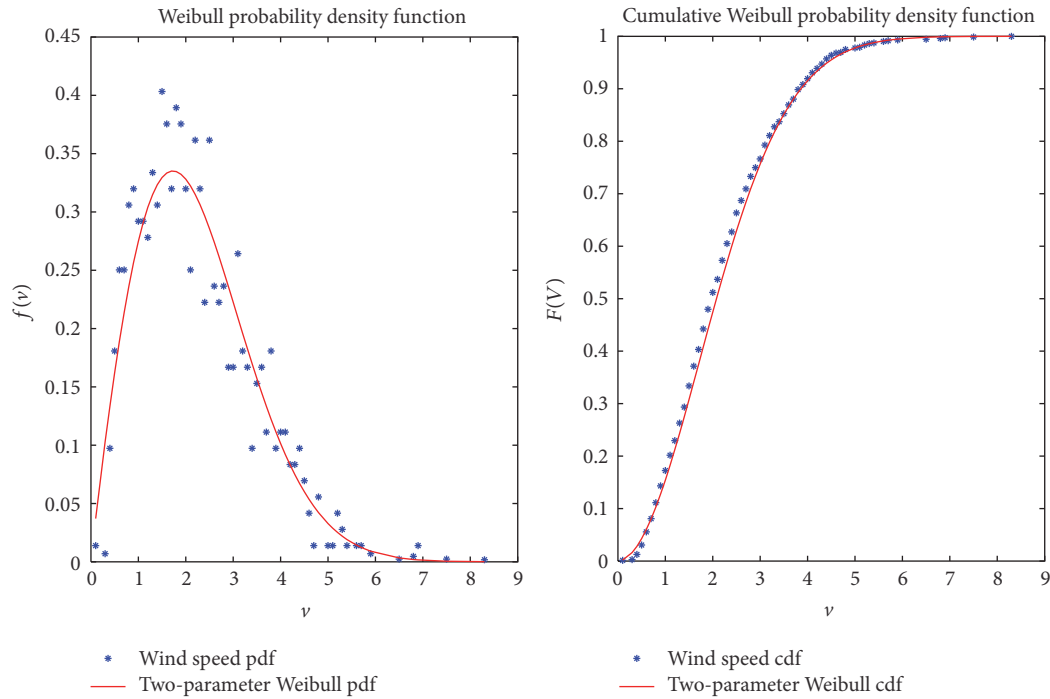 Weibull probability density function
0.45
0.4
0.35
0.3
0.25
0.2
0.15
0.1
0.05
0
f(v)
0 1 2 3 4 5 6 7 8 9
v
Wind speed pdf
Two-parameter Weibull pdf
Cumulative Weibull probability density function
1
0.9
0.8
0.7
0.6
0.5
0.4
0.3
0.2
0.1
0
F(V)
0 1 2 3 4 5 6 7 8 9
v
Wind speed cdf
Two-parameter Weibull cdf